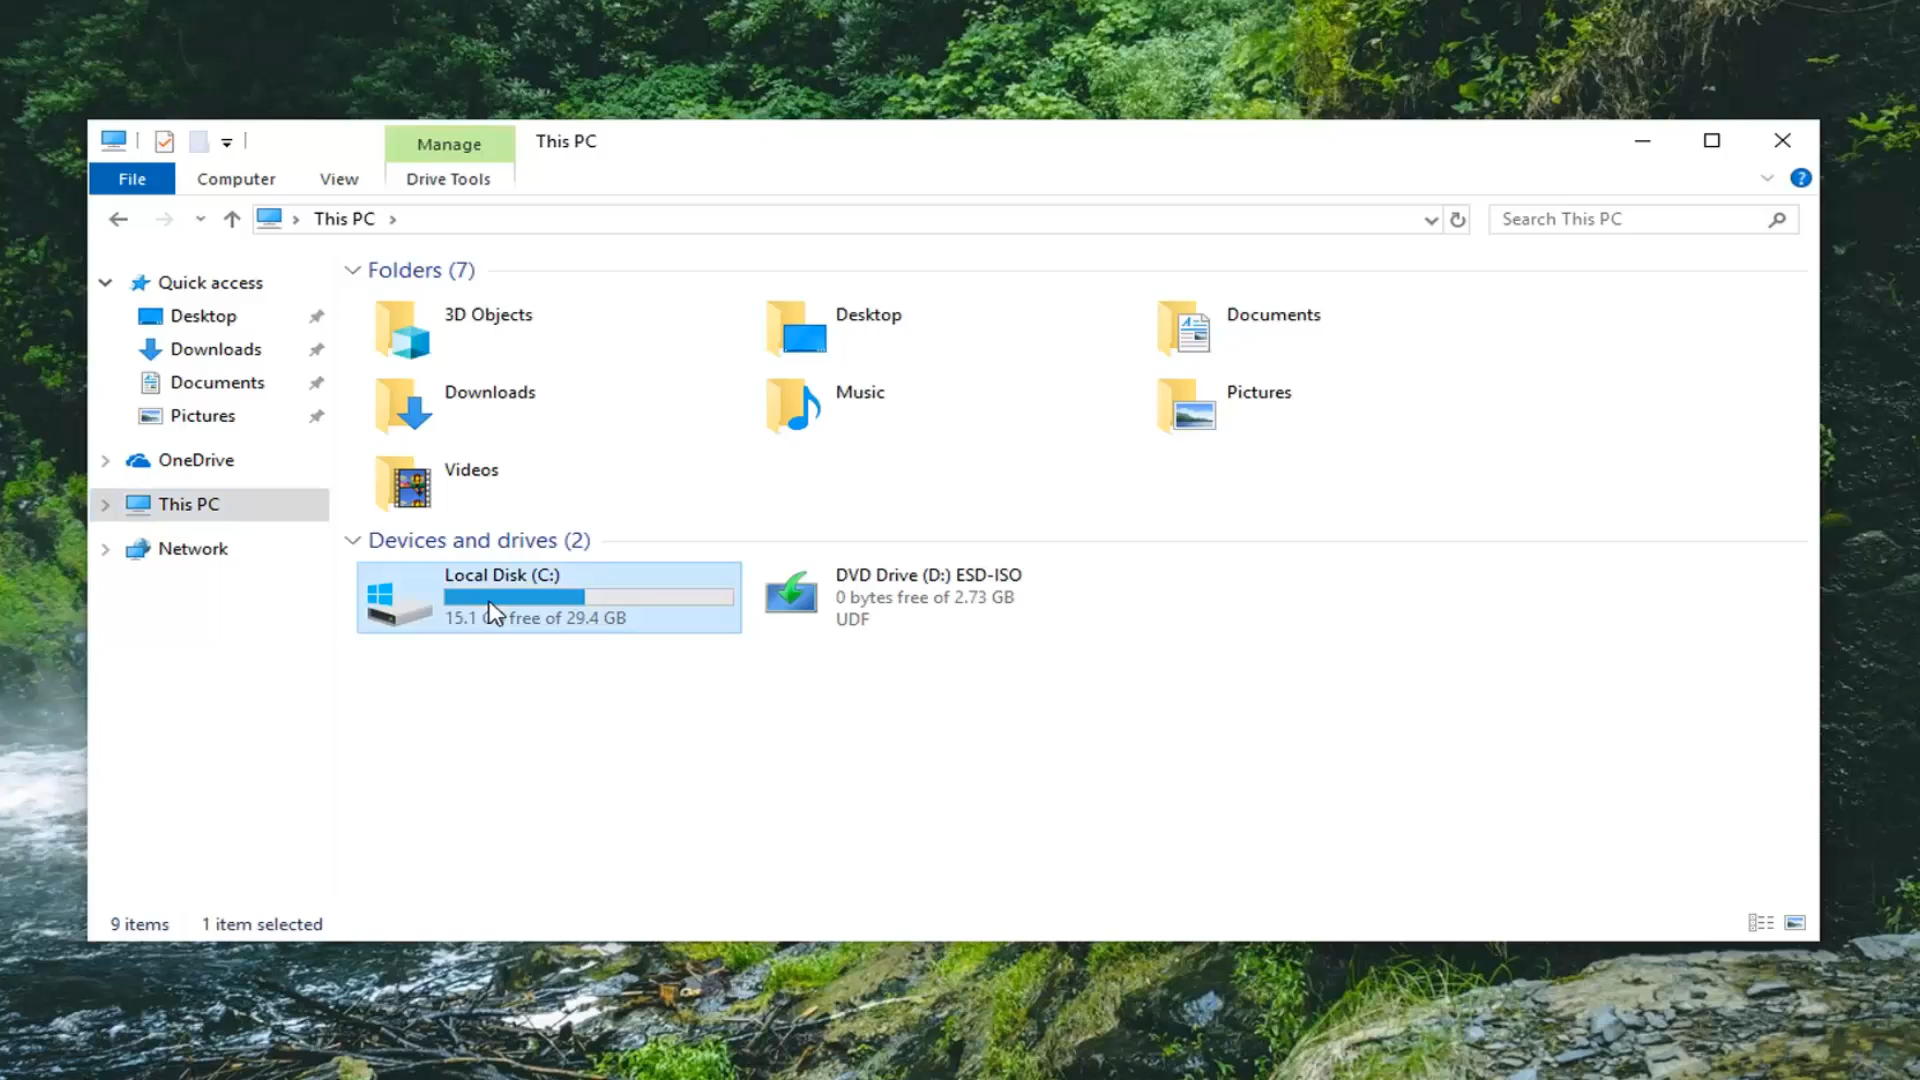 Manage
This PC
File
Computer
View
Drive Tools
?
This PC
Search This PC
Quick access
Desktop
Downloads
Documents
Pictures
OneDrive
This PC
Network
Folders (7)
3D Objects
Desktop
Documents
Downloads
Music
Pictures
Videos
Devices and drives (2)
Local Disk (C:)
15.1 free of 29.4 GB
DVD Drive (D:) ESD-ISO
0 bytes free of 2.73 GB
UDF
9 items
1 item selected